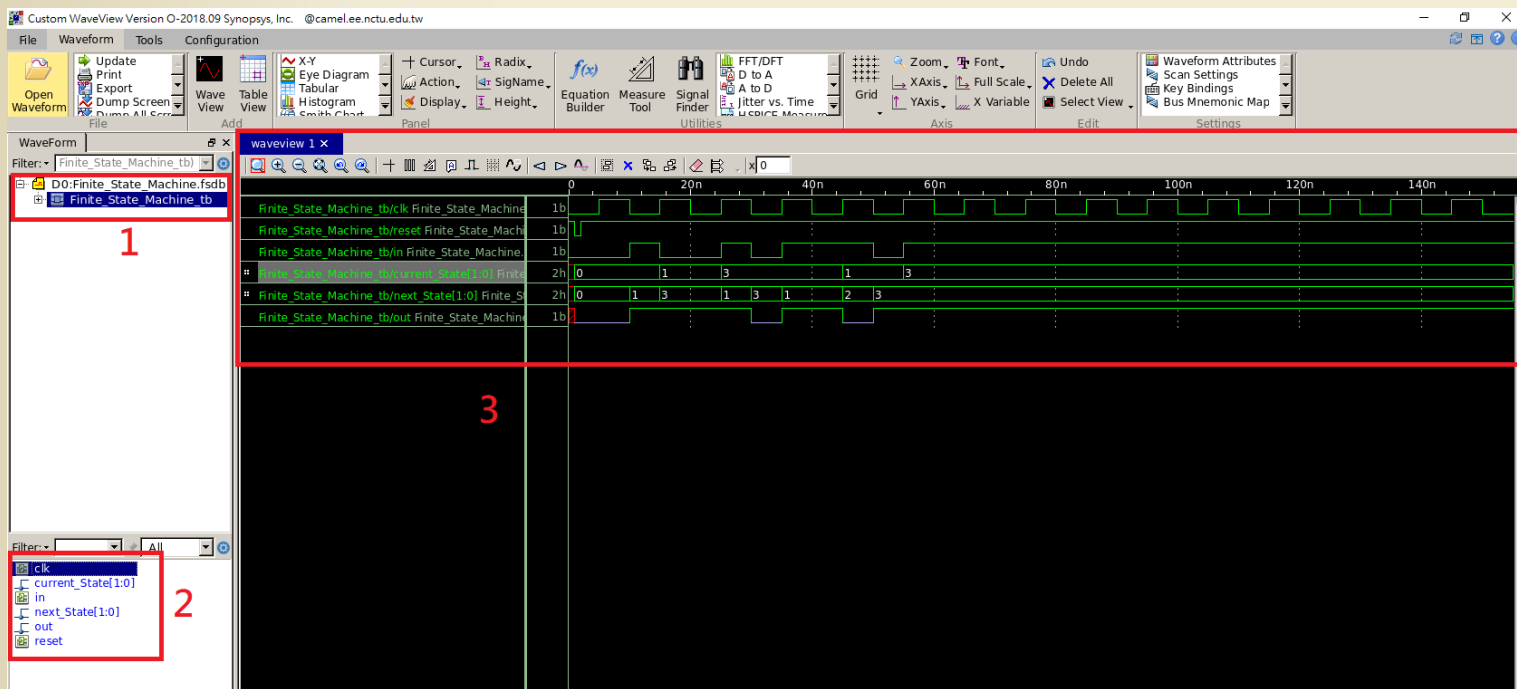 Custom WaveView Version O-2018.09 Synopsys, Inc. @camel.ee.nctu.edu.tw
File Waveform Tools Configuration
Open Waveform
Update
Print
Export
Dump Screen
Dump All Scr
File
Wave View
Table View
Add
X-Y
Eye Diagram
Tabular
Histogram
Smith Chart
Cursor
Action
Display
Radix
SigName
Height
Panel
f(x)
Equation Builder
Measure Tool
Signal Finder
FFT/DFT
D to A
A to D
Jitter vs. Time
HSPICE Measure
Utilities
Grid
Zoom
XAxis
YAxis
Font
Full Scale
X Variable
Axis
Undo
Delete All
Select View
Edit
Waveform Attributes
Scan Settings
Key Bindings
Bus Mnemonic Map
Settings
WaveForm
Filter: Finite_State_Machine_tb)
D0:Finite_State_Machine.fsdb
Finite_State_Machine_tb
1
Filter: All
clk
current_State[1:0]
in
next_State[1:0]
out
reset
2
waveview 1 ×
x 0
0 20n 40n 60n 80n 100n 120n 140n
Finite_State_Machine_tb/clk Finite_State_Machine 1b
Finite_State_Machine_tb/reset Finite_State_Machi 1b
Finite_State_Machine_tb/in Finite_State_Machine. 1b
Finite_State_Machine_tb/current_State[1:0] Finite 2h 0 1 3 1 3
Finite_State_Machine_tb/next_State[1:0] Finite_S 2h 0 1 3 1 3 1 2 3
Finite_State_Machine_tb/out Finite_State_Machine 1b
3